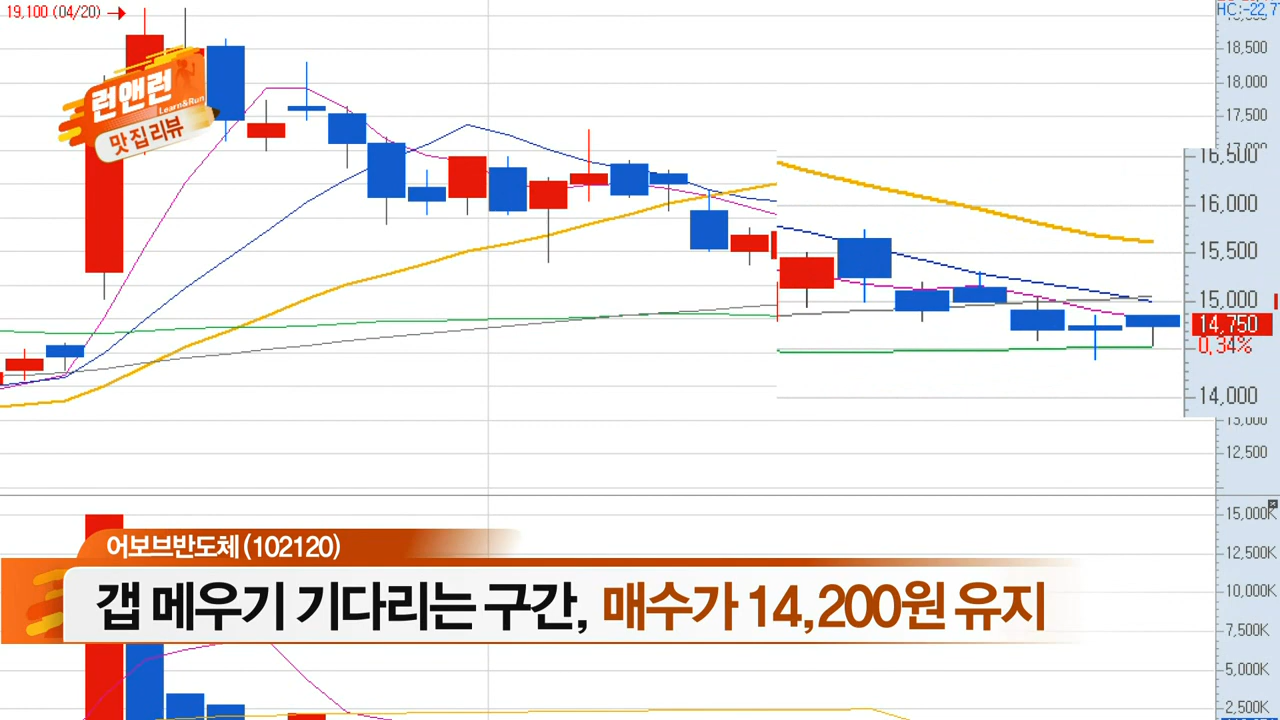 19,100 (04/20)
HC:-22,7
런앤런
Learn&Run
맛집리뷰
18,500
18,000
17,500
16,500
16,000
15,500
15,000
14,750
0,34%
14,000
12,500
15,000K
12,500K
10,000K
7,500K
5,000K
2,500K
어보브반도체(102120)
갭 메우기 기다리는 구간, 매수가 14,200원 유지